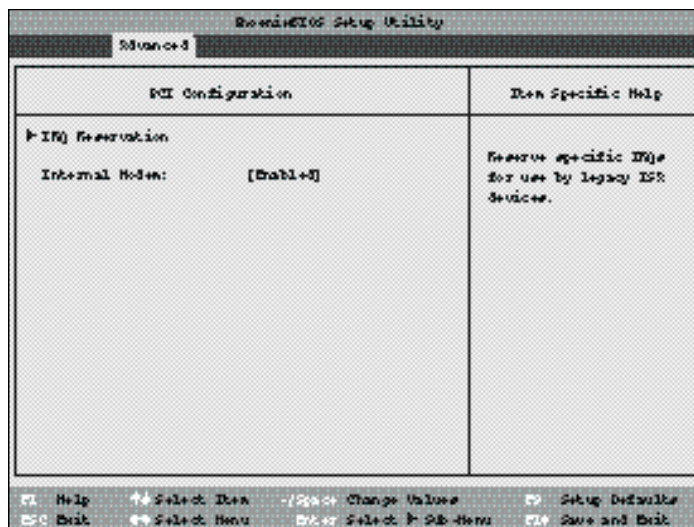 PhoenixBIOS Setup Utility
Advanced
PCI Configuration
Item Specific Help
IRQ Reservation
Internal Modem: [Enabled]
Reserve specific IRQs
for use by legacy ISA
devices.
F1 Help ↑↓ Select Item -/Space Change Values F9 Setup Defaults
ESC Exit ←→ Select Menu Enter Select ▶ Sub-Menu F10 Save and Exit